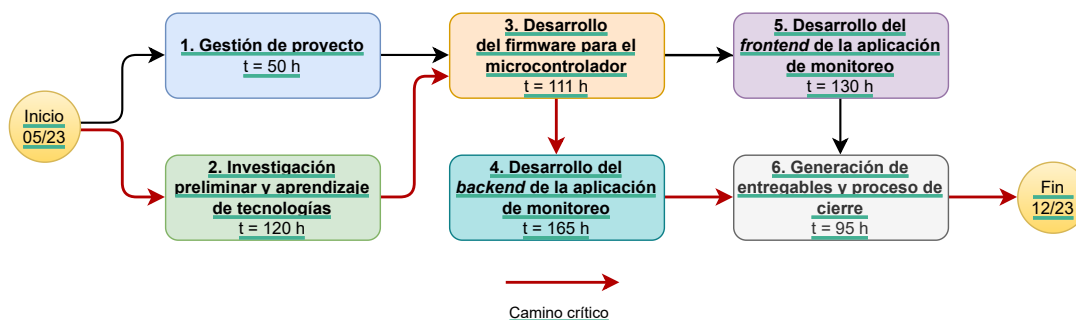 Inicio
05/23
1. Gestión de proyecto
t = 50 h
2. Investigación
preliminar y aprendizaje
de tecnologías
t = 120 h
3. Desarrollo
del firmware para el
microcontrolador
t = 111 h
4. Desarrollo del
backend de la aplicación
de monitoreo
t = 165 h
5. Desarrollo del
frontend de la aplicación
de monitoreo
t = 130 h
6. Generación de
entregables y proceso de
cierre
t = 95 h
Fin
12/23
Camino crítico